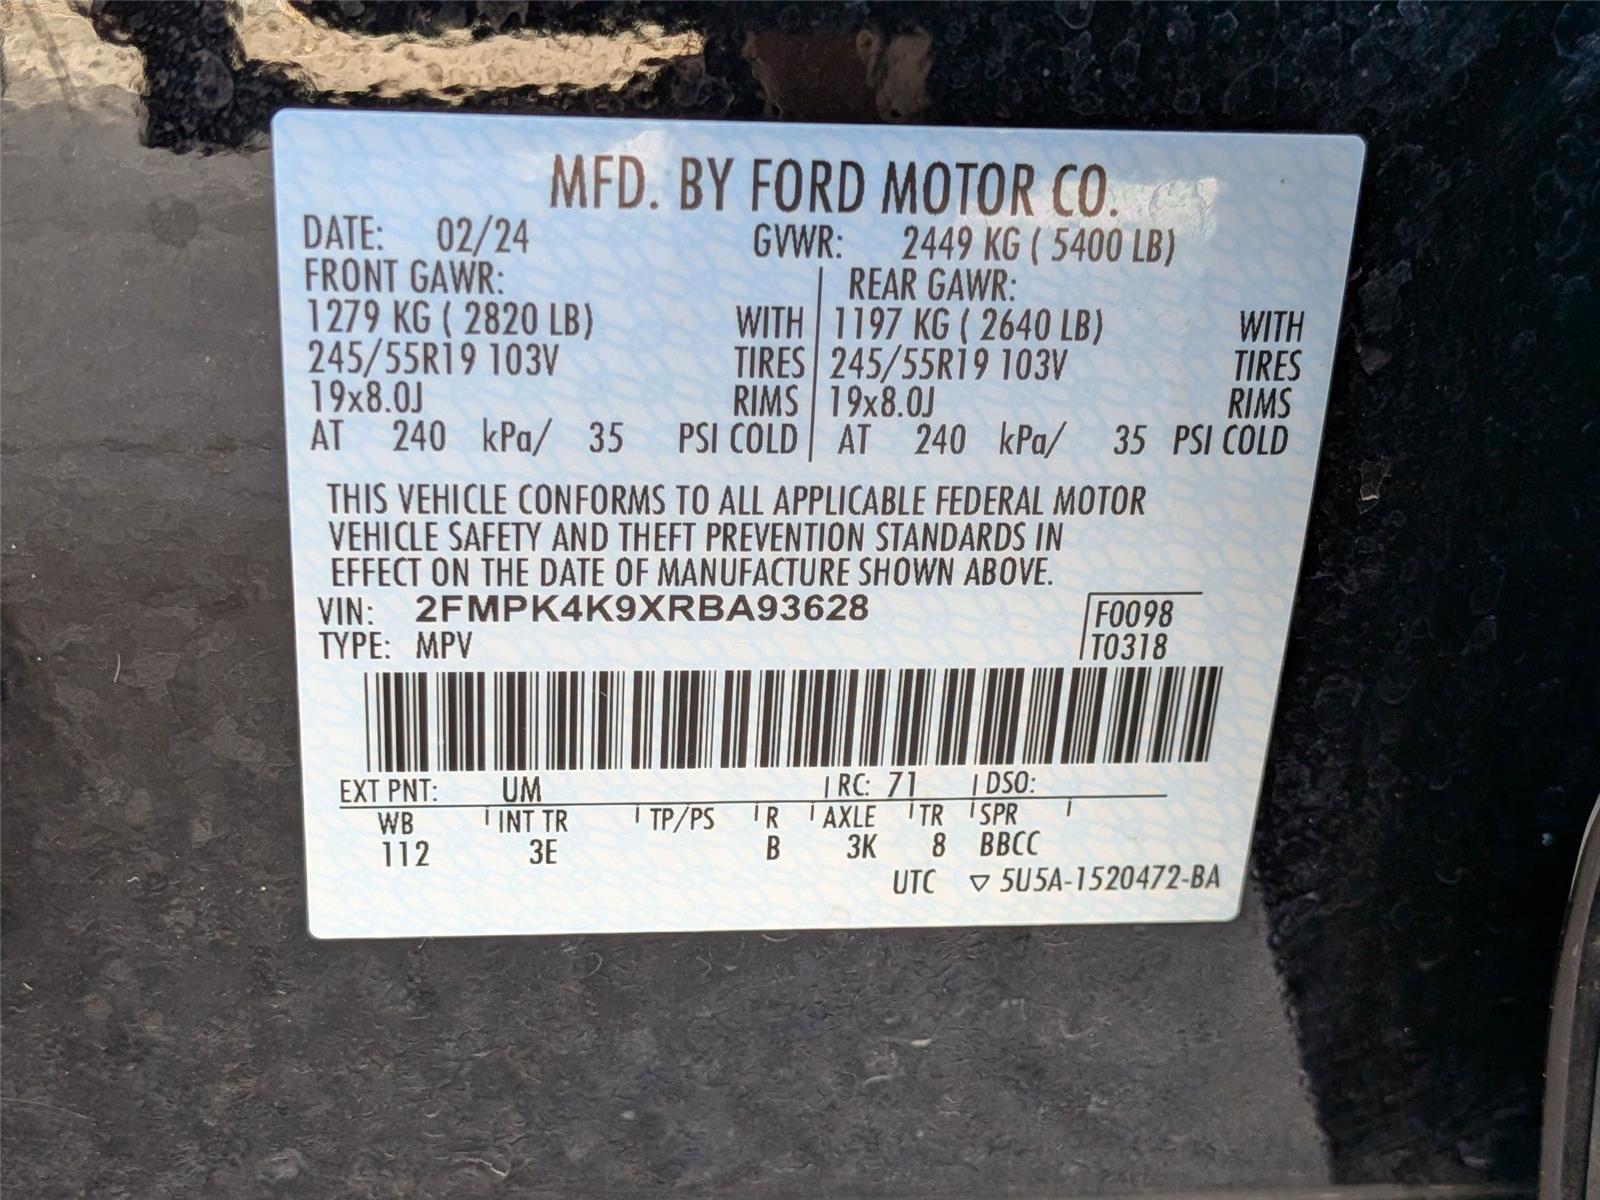 MFD. BY FORD MOTOR CO.
DATE: 02/24 GVWR: 2449 KG ( 5400 LB)
FRONT GAWR: REAR GAWR:
1279 KG ( 2820 LB) WITH 1197 KG ( 2640 LB) WITH
245/55R19 103V TIRES 245/55R19 103V TIRES
19x8.0J RIMS 19x8.0J RIMS
AT 240 kPa/ 35 PSI COLD AT 240 kPa/ 35 PSI COLD
THIS VEHICLE CONFORMS TO ALL APPLICABLE FEDERAL MOTOR
VEHICLE SAFETY AND THEFT PREVENTION STANDARDS IN
EFFECT ON THE DATE OF MANUFACTURE SHOWN ABOVE.
VIN: 2FMPK4K9XRBA93628 F0098
TYPE: MPV T0318
EXT PNT: UM RC: 71 DSO:
WB INT TR TP/PS R AXLE TR SPR
112 3E B 3K 8 BBCC
UTC ▽ 5U5A-1520472-BA